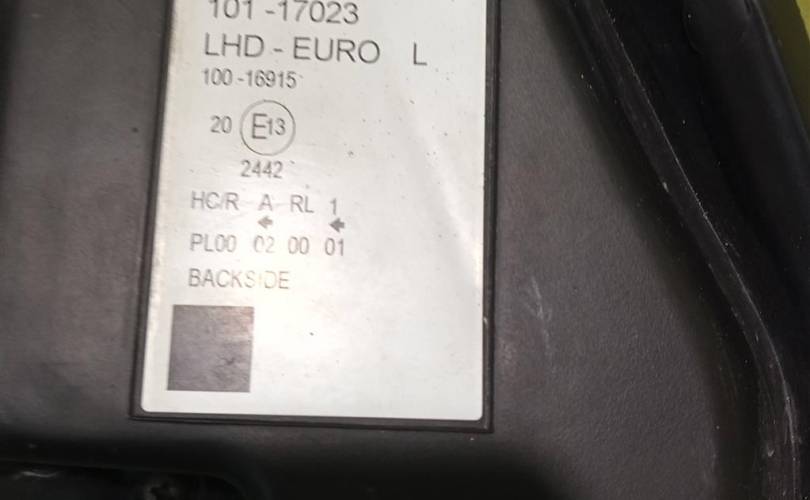 101 -17023
LHD - EURO L
100 -16915
20 E13
2442
HC/R A RL 1
PL00 02 00 01
BACKSIDE